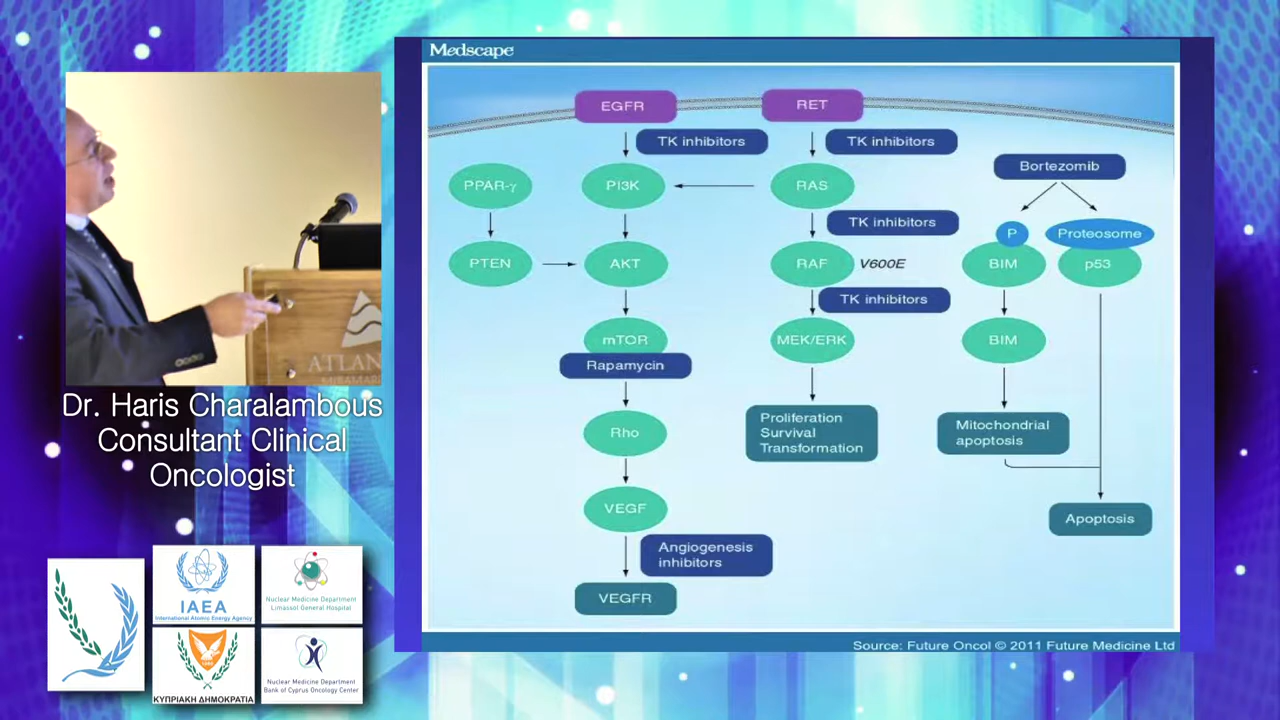 Medscape
EGFR
RET
TK inhibitors
TK inhibitors
Bortezomib
PPAR-γ
PI3K
RAS
TK inhibitors
P
Proteosome
PTEN
AKT
RAF
V600E
BIM
p53
TK inhibitors
mTOR
Rapamycin
MEK/ERK
BIM
Proliferation
Survival
Transformation
Mitochondrial
apoptosis
Rho
VEGF
Apoptosis
Angiogenesis
inhibitors
VEGFR
Source: Future Oncol © 2011 Future Medicine Ltd
Dr. Haris Charalambous
Consultant Clinical
Oncologist
IAEA
International Atomic Energy Agency
Nuclear Medicine Department
Limassol General Hospital
ΚΥΠΡΙΑΚΗ ΔΗΜΟΚΡΑΤΙΑ
Nuclear Medicine Department
Bank of Cyprus Oncology Center